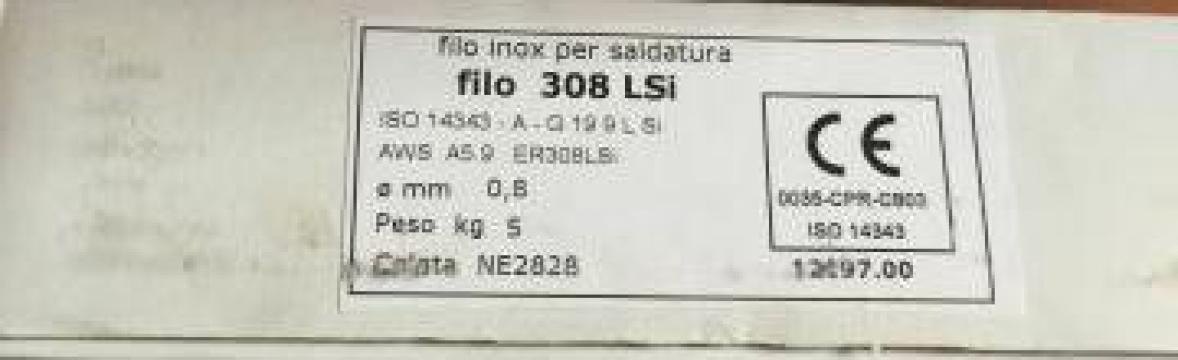 filo inox per saldatura
filo 308 LSi
ISO 14343 - A - G 19 9 L Si
AWS A5.9 ER308LSi
ø mm 0,8
Peso kg 5
Colata NE2828
CE
ISO 14343